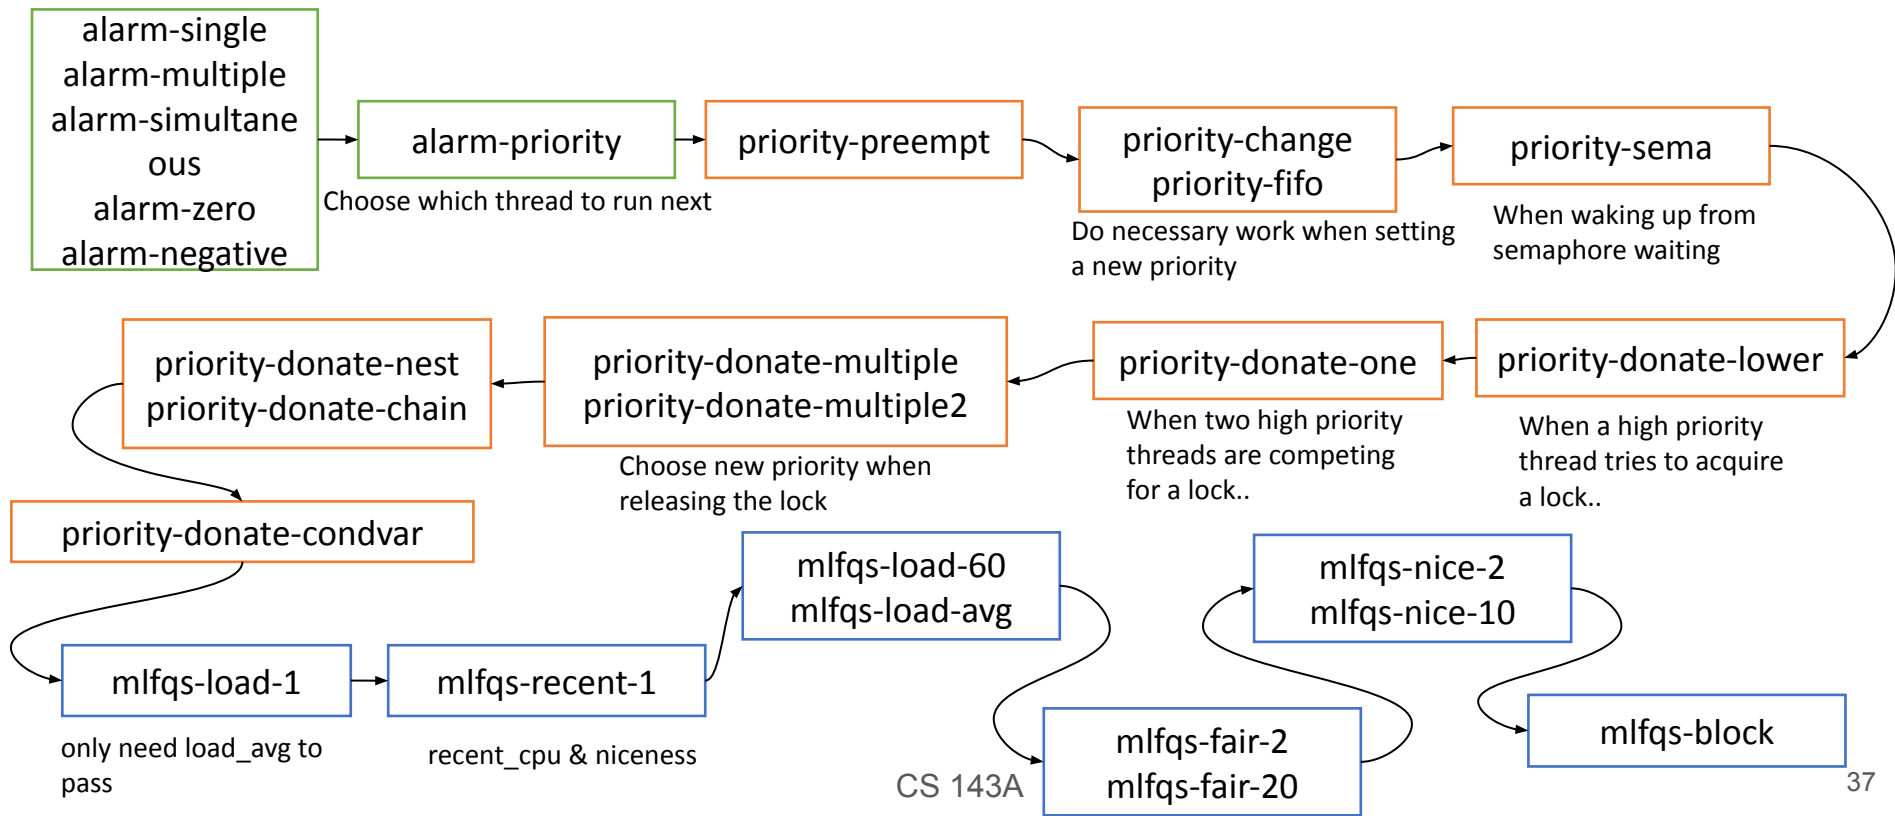 alarm-single
alarm-multiple
alarm-simultane
ous
alarm-zero
alarm-negative
alarm-priority
Choose which thread to run next
priority-preempt
priority-change
priority-fifo
Do necessary work when setting
a new priority
priority-sema
When waking up from
semaphore waiting
priority-donate-lower
When a high priority
thread tries to acquire
a lock..
priority-donate-one
When two high priority
threads are competing
for a lock..
priority-donate-multiple
priority-donate-multiple2
Choose new priority when
releasing the lock
priority-donate-nest
priority-donate-chain
priority-donate-condvar
mlfqs-load-1
only need load_avg to
pass
mlfqs-recent-1
recent_cpu & niceness
mlfqs-load-60
mlfqs-load-avg
mlfqs-fair-2
mlfqs-fair-20
mlfqs-nice-2
mlfqs-nice-10
mlfqs-block
CS 143A
37